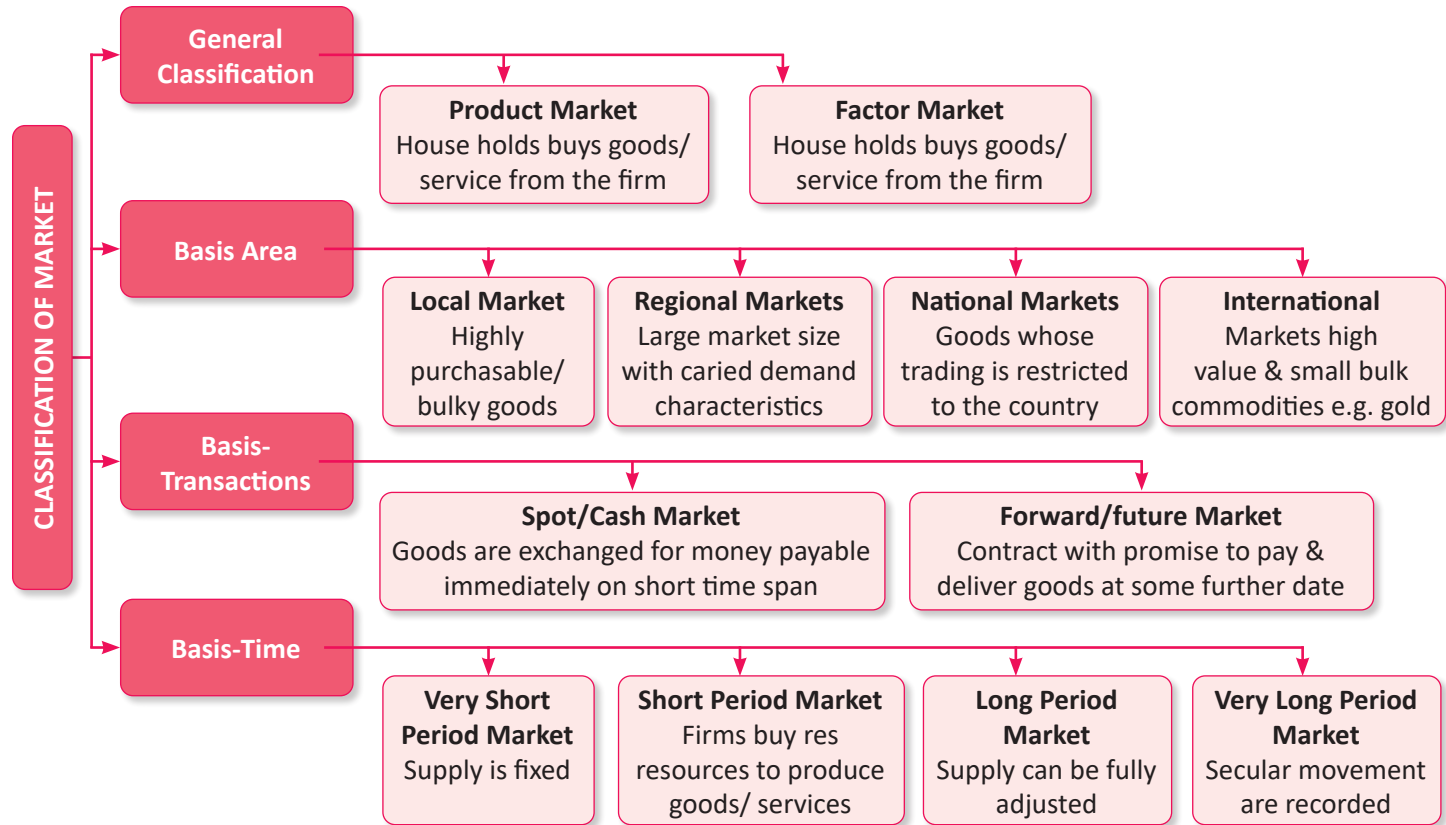 CLASSIFICATION OF MARKET
General
Classification
Product Market
House holds buys goods/
service from the firm
Factor Market
House holds buys goods/
service from the firm
Basis Area
Local Market
Highly
purchasable/
bulky goods
Regional Markets
Large market size
with caried demand
characteristics
National Markets
Goods whose
trading is restricted
to the country
International
Markets high
value & small bulk
commodities e.g. gold
Basis-
Transactions
Spot/Cash Market
Goods are exchanged for money payable
immediately on short time span
Forward/future Market
Contract with promise to pay &
deliver goods at some further date
Basis-Time
Very Short
Period Market
Supply is fixed
Short Period Market
Firms buy res
resources to produce
goods/ services
Long Period
Market
Supply can be fully
adjusted
Very Long Period
Market
Secular movement
are recorded